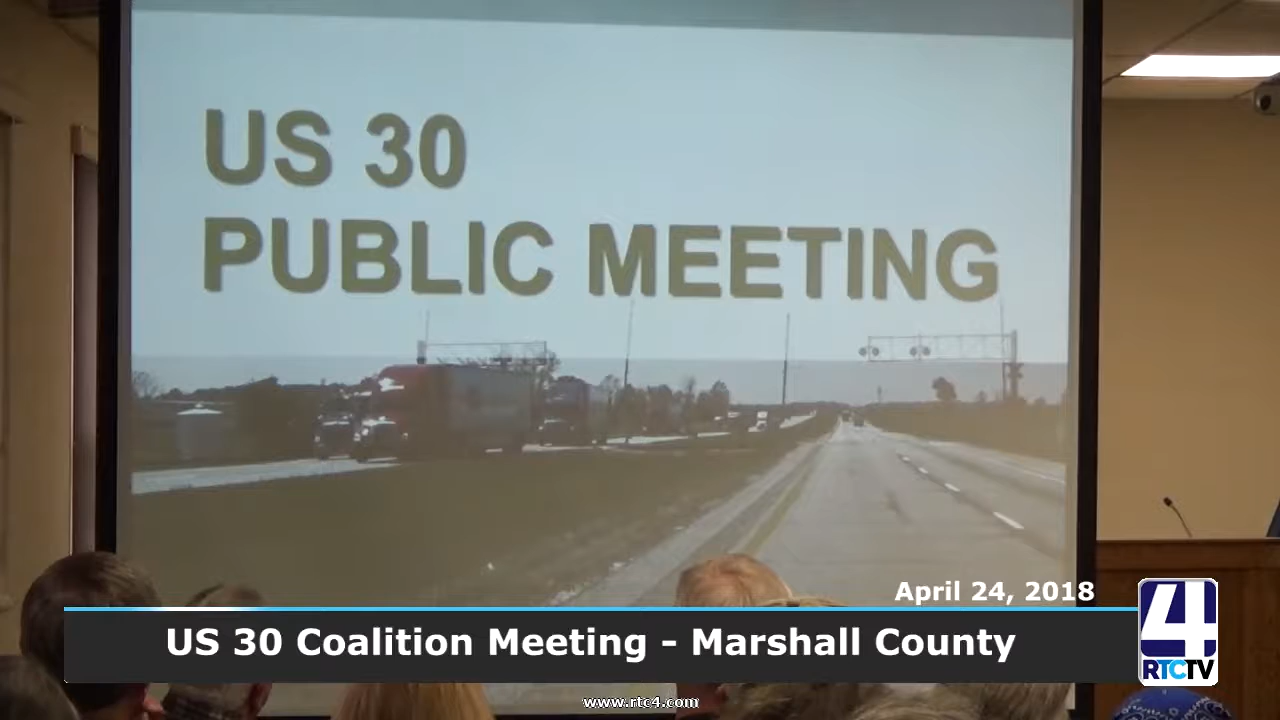 US 30
PUBLIC MEETING
April 24, 2018
US 30 Coalition Meeting - Marshall County
4
RTCTV
www.rtc4.com